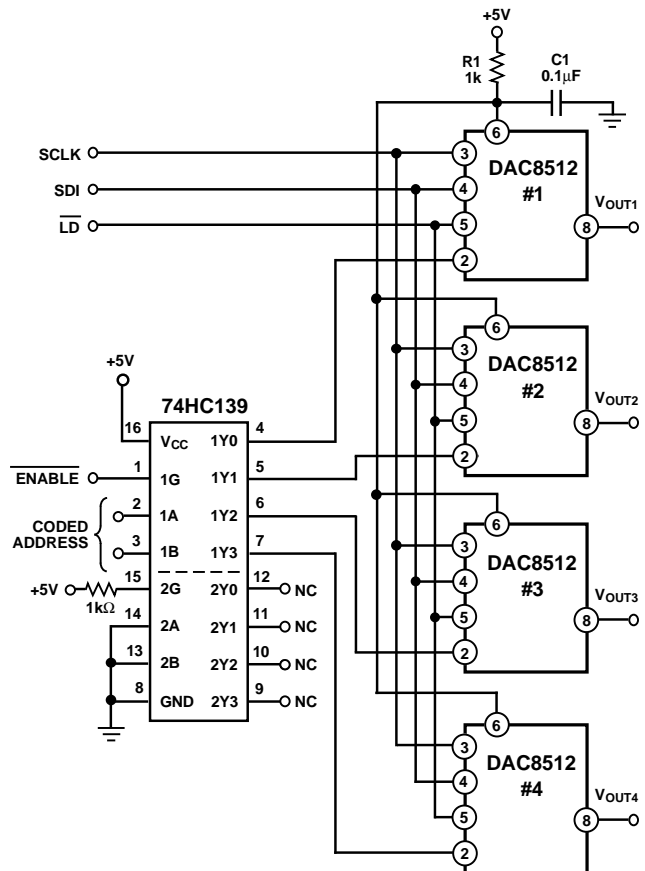 +5V
R1
1k
C1
0.1µF
6
SCLK
3
DAC8512
#1
SDI
4
VOUT1
LD
5
8
2
6
3
DAC8512
#2
+5V
4
VOUT2
74HC139
5
8
16
VCC
1Y0
4
2
ENABLE
1
1G
1Y1
5
CODED
ADDRESS
2
1A
1Y2
6
6
3
1B
1Y3
7
3
DAC8512
#3
+5V
1kΩ
15
2G
2Y0
12
NC
4
VOUT3
14
2A
2Y1
11
NC
5
8
13
2B
2Y2
10
NC
2
8
GND
2Y3
9
NC
6
3
DAC8512
#4
4
VOUT4
5
8
2